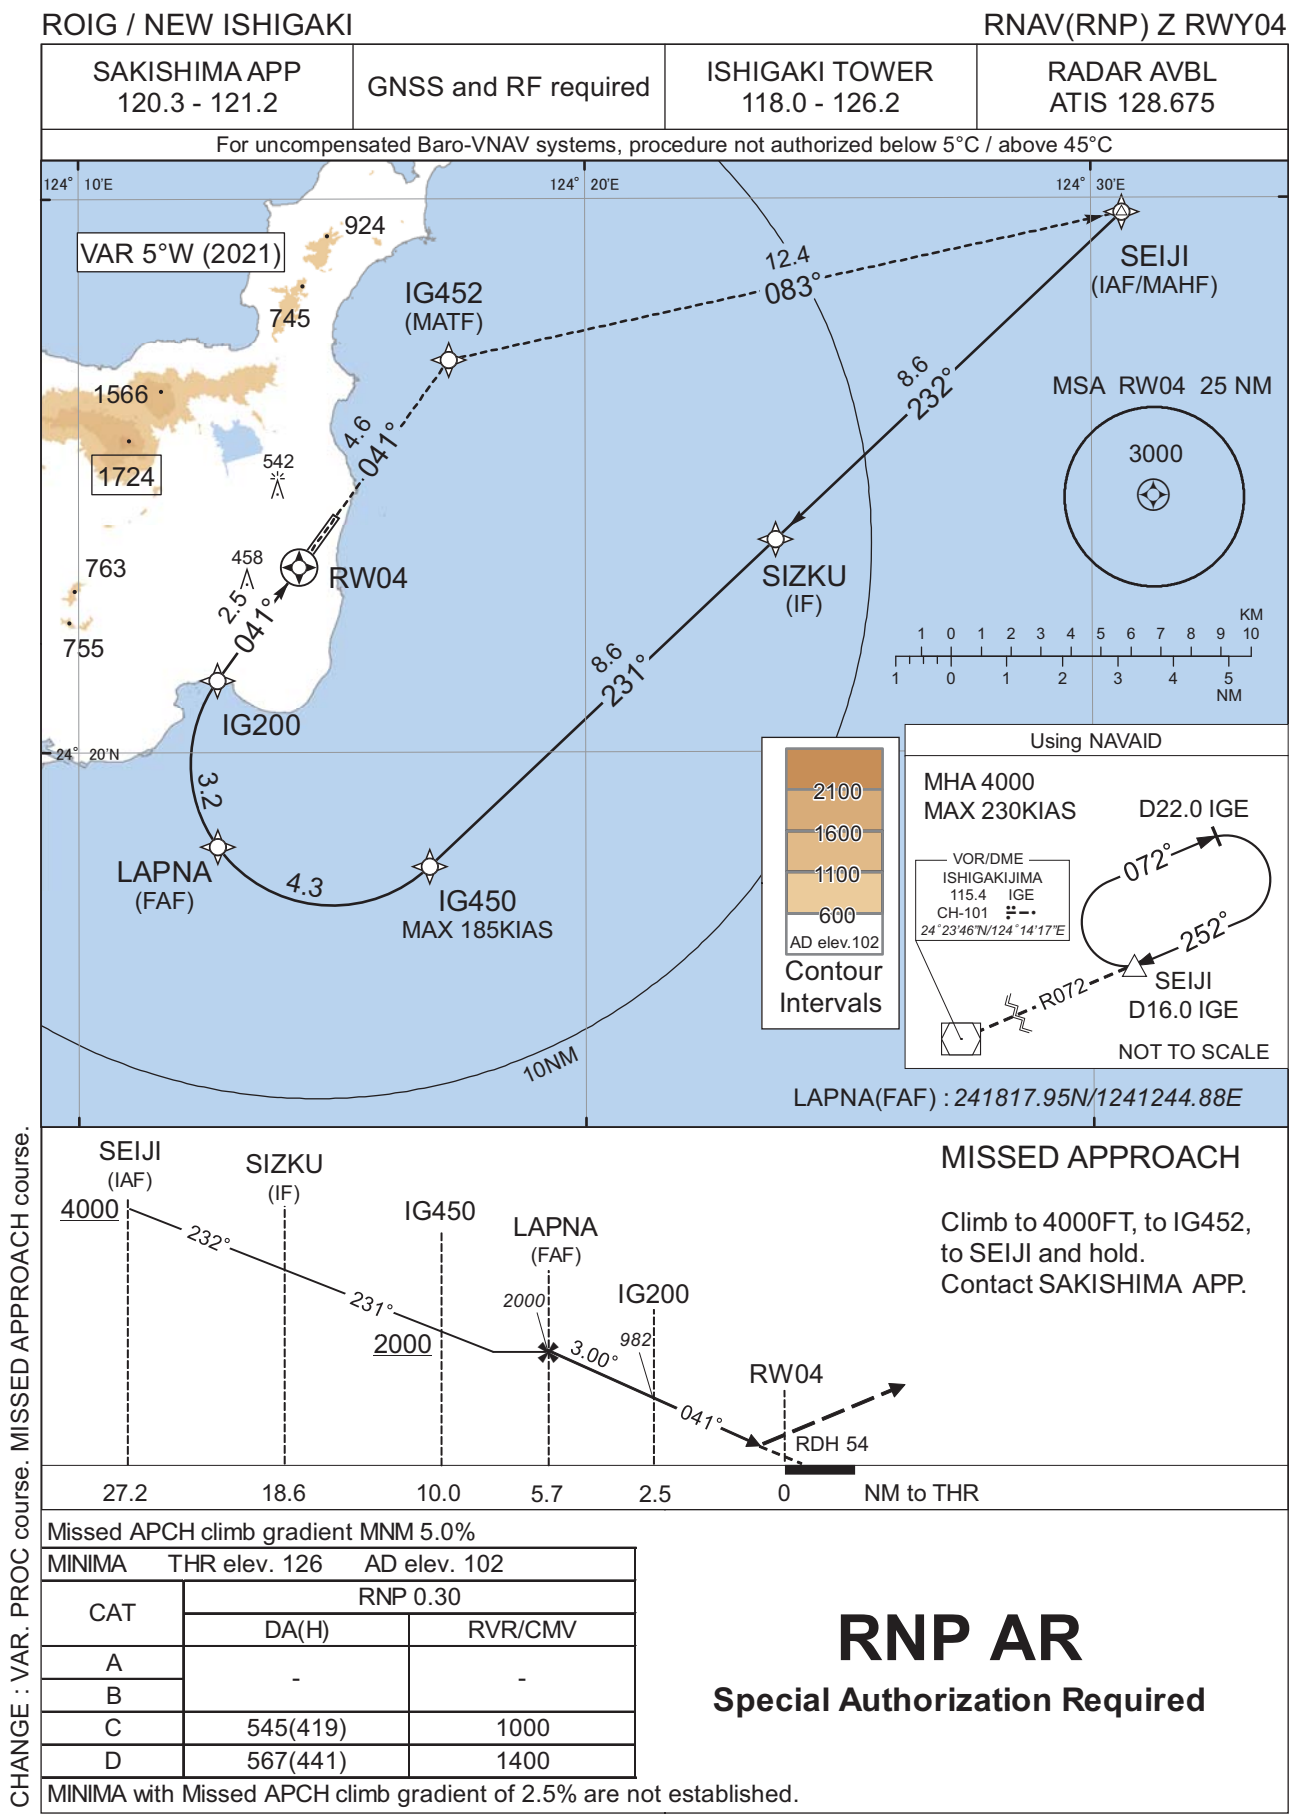 ROIG / NEW ISHIGAKI
RNAV(RNP) Z RWY04
SAKISHIMA APP
120.3 - 121.2
GNSS and RF required
ISHIGAKI TOWER
118.0 - 126.2
RADAR AVBL
ATIS 128.675
For uncompensated Baro-VNAV systems, procedure not authorized below 5°C / above 45°C
124° 10'E
124° 20'E
124° 30'E
924
VAR 5°W (2021)
745
IG452
(MATF)
12.4
083°
SEIJI
(IAF/MAHF)
1566
1724
542
4.6
041°
8.6
232°
MSA RW04 25 NM
3000
763
755
458
2.5
041°
RW04
SIZKU
(IF)
KM
1 0 1 2 3 4 5 6 7 8 9 10
1 0 1 2 3 4 5
NM
8.6
231°
IG200
24° 20'N
3.2
LAPNA
(FAF)
4.3
IG450
MAX 185KIAS
10NM
2100
1600
1100
600
AD elev.102
Contour
Intervals
Using NAVAID
MHA 4000
MAX 230KIAS
D22.0 IGE
072°
252°
VOR/DME
ISHIGAKIJIMA
115.4 IGE
CH-101
24°23'46"N/124°14'17"E
R072
SEIJI
D16.0 IGE
NOT TO SCALE
LAPNA(FAF) : 241817.95N/1241244.88E
SEIJI
(IAF)
4000
232°
SIZKU
(IF)
231°
IG450
2000
LAPNA
(FAF)
2000
3.00°
IG200
982
041°
RW04
RDH 54
27.2 18.6 10.0 5.7 2.5 0 NM to THR
MISSED APPROACH
Climb to 4000FT, to IG452,
to SEIJI and hold.
Contact SAKISHIMA APP.
Missed APCH climb gradient MNM 5.0%
MINIMA THR elev. 126 AD elev. 102
CAT
RNP 0.30
DA(H) RVR/CMV
A
B
- -
C 545(419) 1000
D 567(441) 1400
MINIMA with Missed APCH climb gradient of 2.5% are not established.
RNP AR
Special Authorization Required
CHANGE : VAR. PROC course. MISSED APPROACH course.